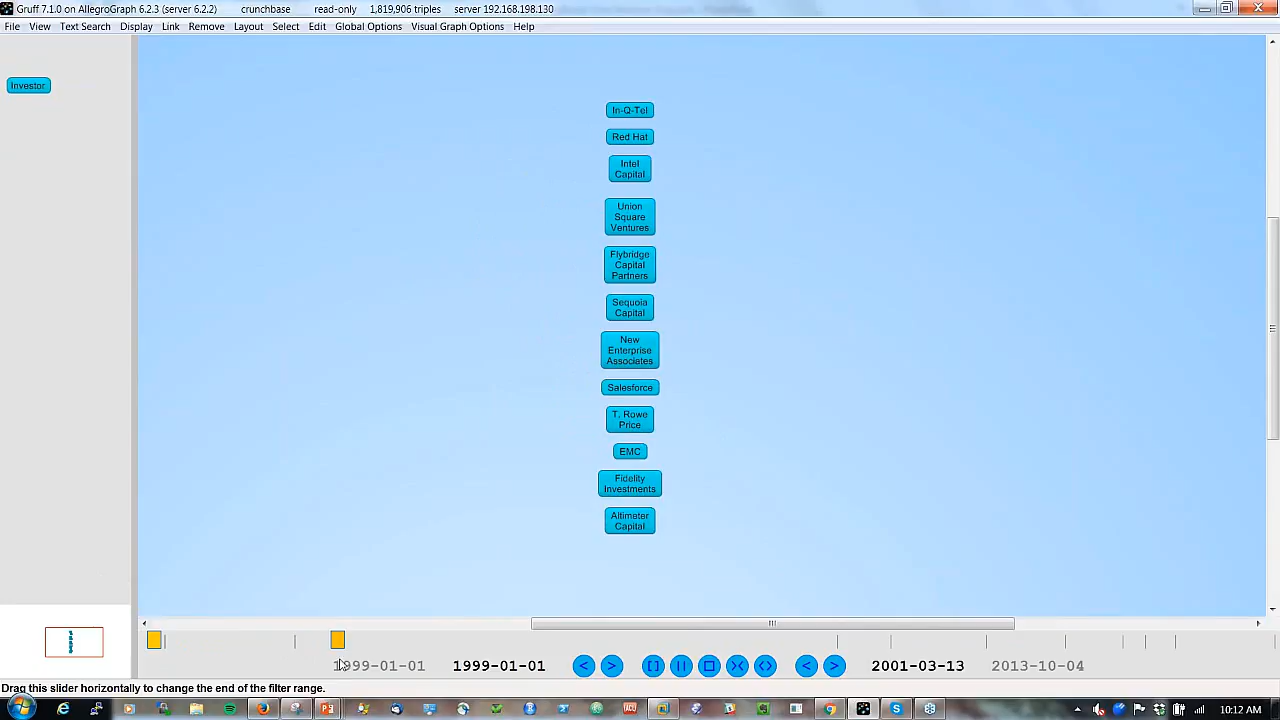 Gruff 7.1.0 on AllegroGraph 6.2.3 (server 6.2.2) crunchbase read-only 1,819,906 triples server 192.168.198.130
File View Text Search Display Link Remove Layout Select Edit Global Options Visual Graph Options Help
Investor
In-Q-Tel
Red Hat
Intel
Capital
Union
Square
Ventures
Flybridge
Capital
Partners
Sequoia
Capital
New
Enterprise
Associates
Salesforce
T. Rowe
Price
EMC
Fidelity
Investments
Altimeter
Capital
1999-01-01 1999-01-01 2001-03-13 2013-10-04
Drag this slider horizontally to change the end of the filter range.
10:12 AM